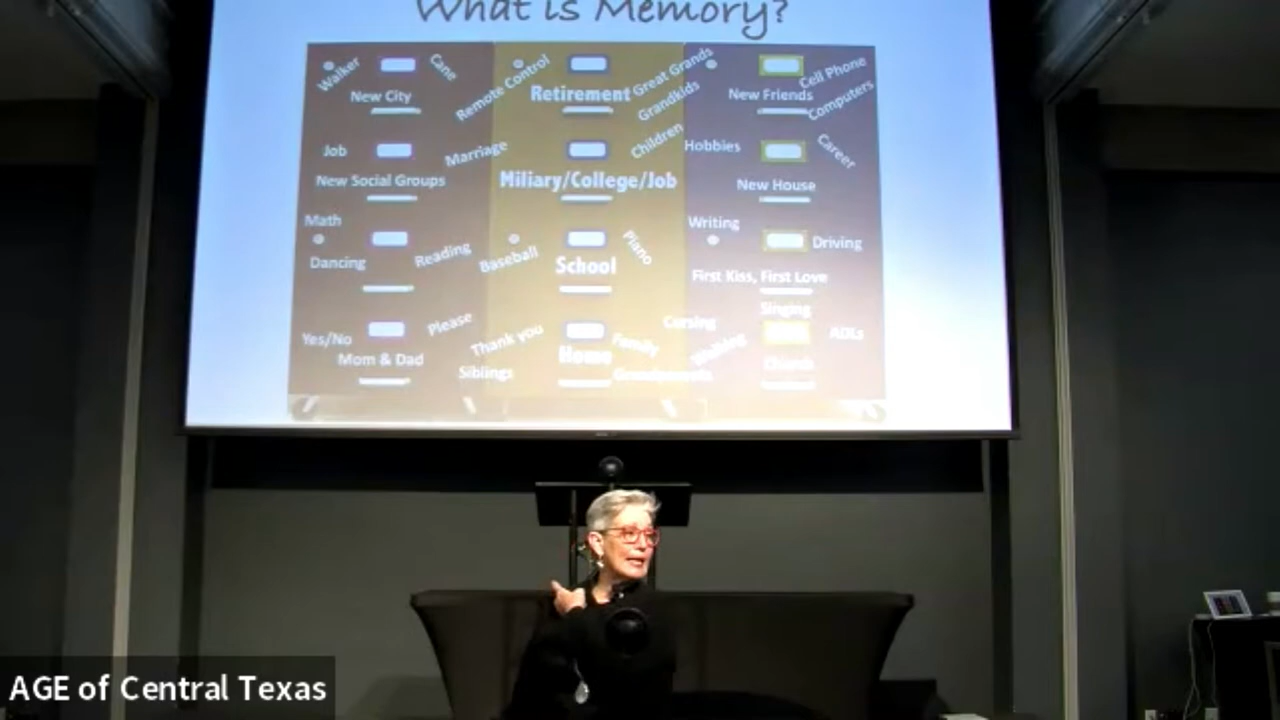 What is Memory?
Walker
Cane
New City
Remote Control
Retirement
Great Grands
Grandkids
New Friends
Cell Phone
Computers
Job
Marriage
New Social Groups
Children
Miliary/College/Job
Hobbies
Career
New House
Math
Dancing
Reading
Baseball
School
Piano
Writing
Driving
First Kiss, First Love
Yes/No
Please
Mom & Dad
Thank you
Siblings
Home
Family
Grandparents
Cursing
Walking
Singing
ADLs
Church
AGE of Central Texas